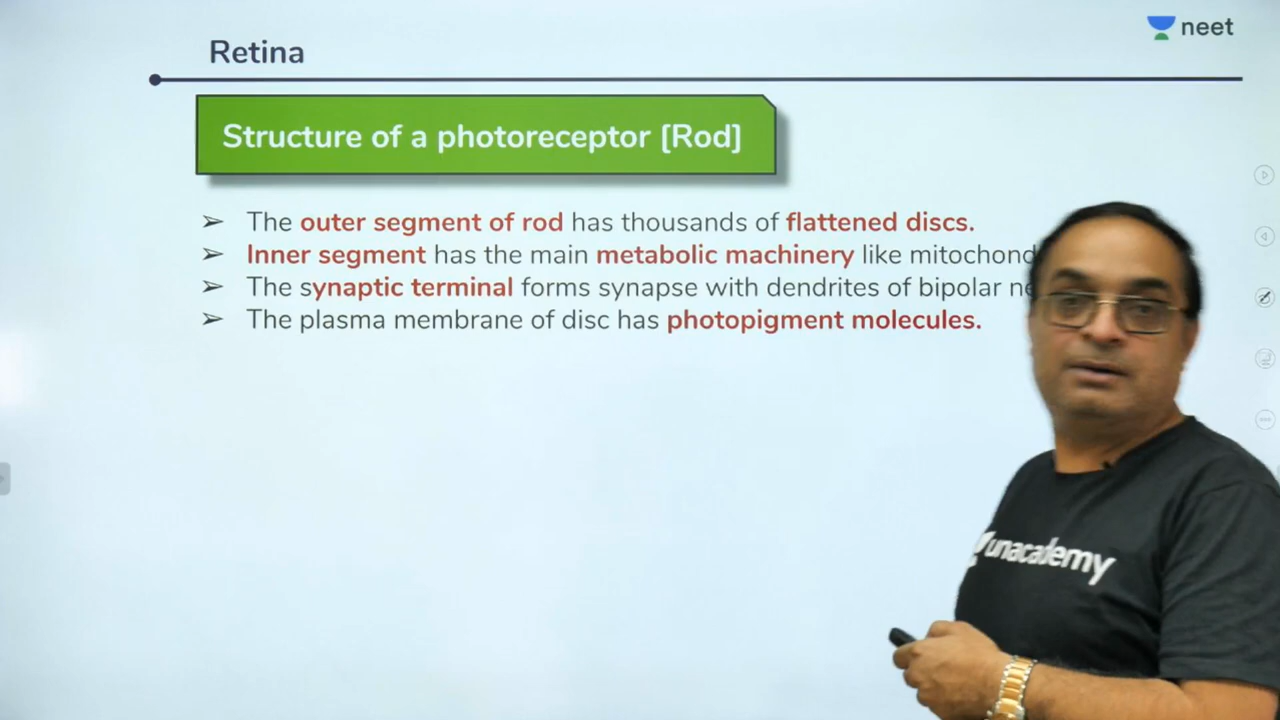 neet
Retina
Structure of a photoreceptor [Rod]
➢ The outer segment of rod has thousands of flattened discs.
➢ Inner segment has the main metabolic machinery like
➢ The synaptic terminal forms synapse with dendrites of bipolar
➢ The plasma membrane of disc has photopigment molecules.
unacademy